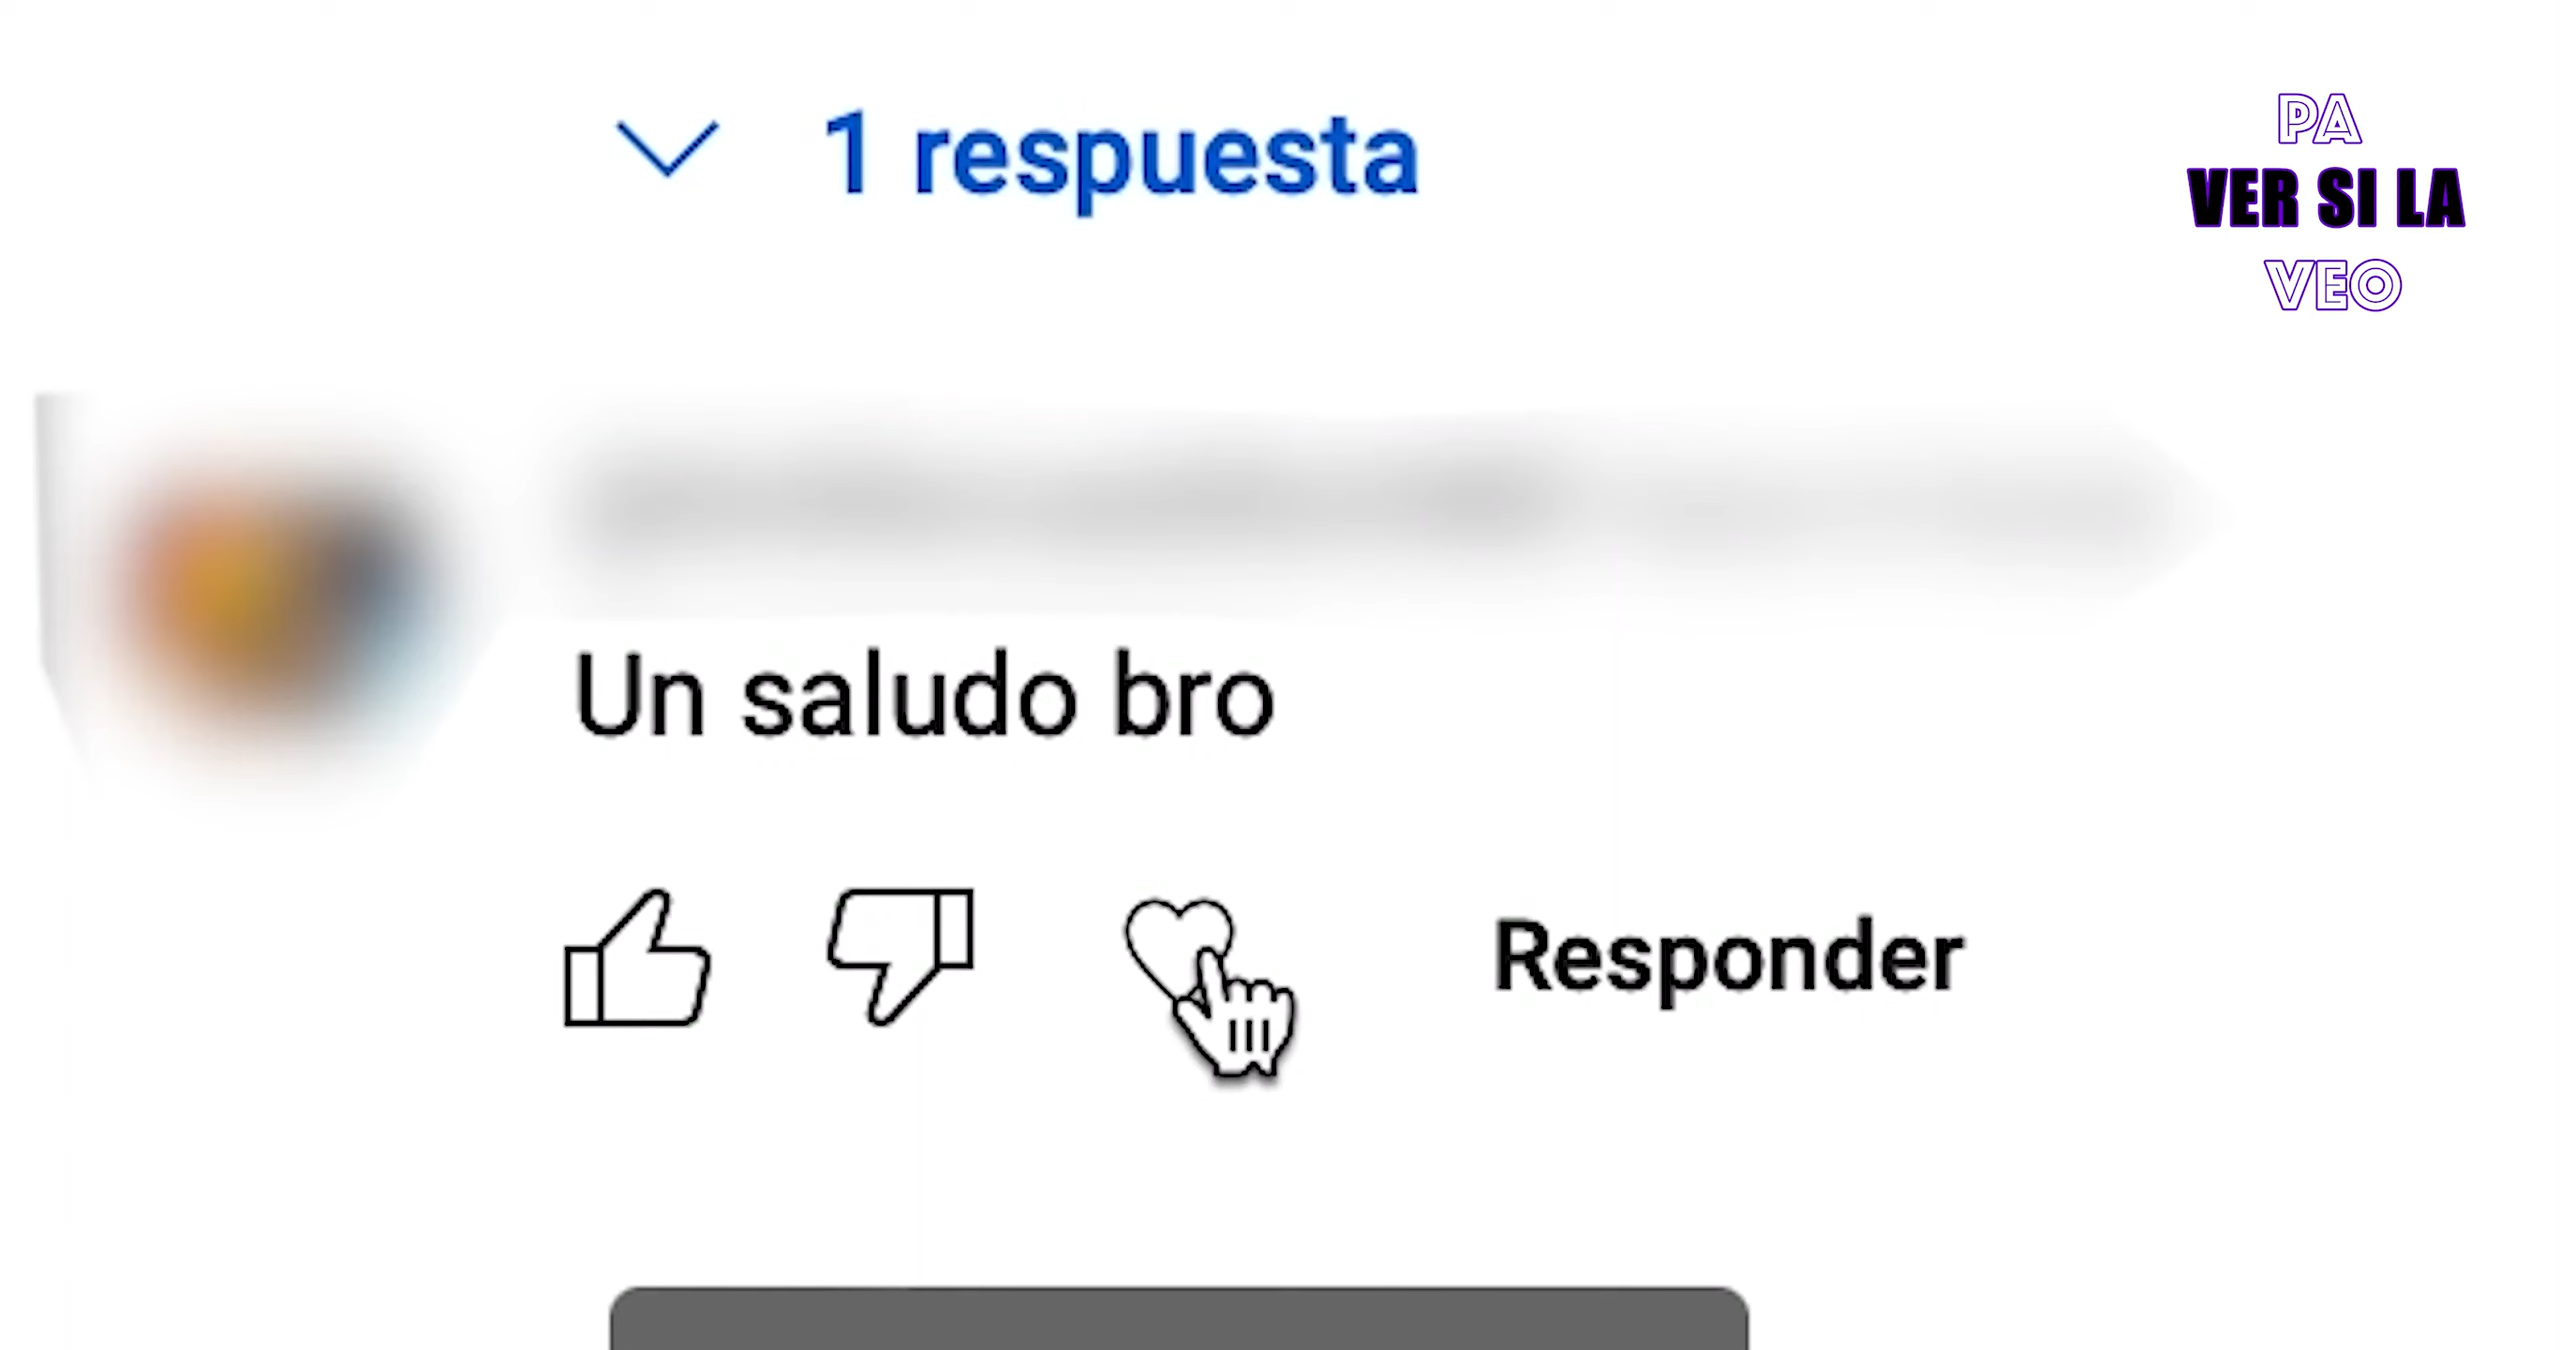 1 respuesta
PA
VER SI LA
VEO
Un saludo bro
Responder